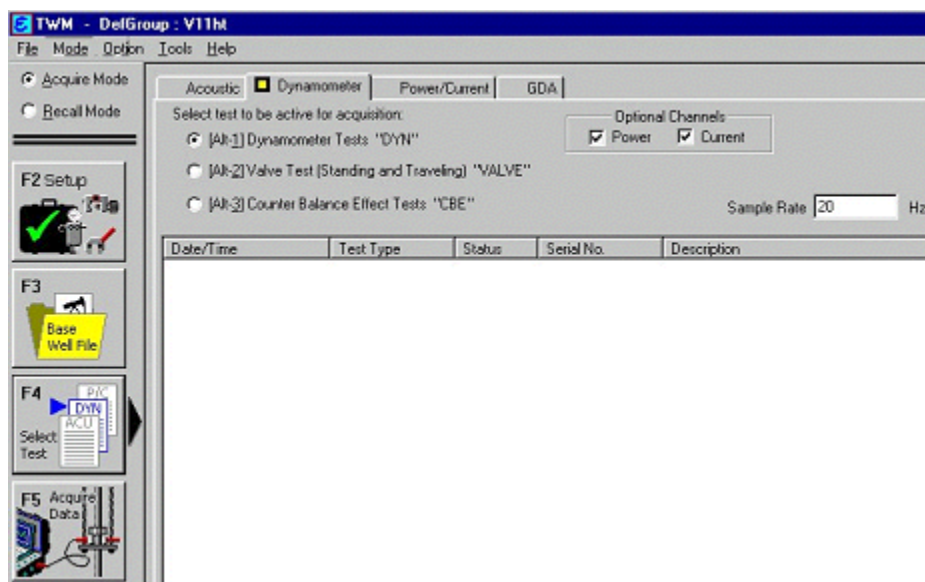 TWM - DefGroup : V11ht
File Mode Option Tools Help
Acquire Mode
Recall Mode
F2 Setup
F3
Base
Well File
F4
P/C
DYN
ACU
Select
Test
F5 Acquire
Data
Acoustic Dynamometer Power/Current GDA
Select test to be active for acquisition:
[Alt-1] Dynamometer Tests "DYN"
[Alt-2] Valve Test (Standing and Traveling) "VALVE"
[Alt-3] Counter Balance Effect Tests "CBE"
Optional Channels
Power Current
Sample Rate 20 Hz
Date/Time Test Type Status Serial No. Description